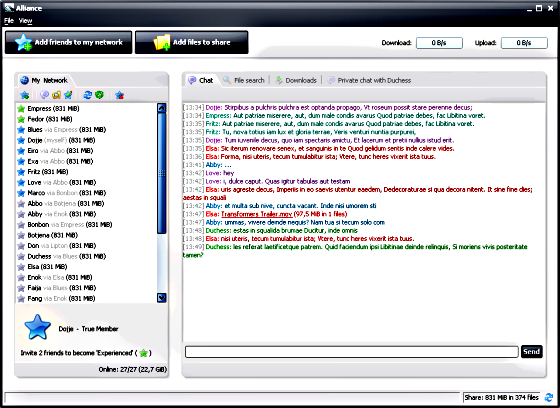 Alliance
File View
Add friends to my network
Add files to share
Download: 0 B/s
Upload: 0 B/s
My Network
Empress (831 MiB)
Fedor (831 MiB)
Blues via Empress (831 MiB)
Dojje (myself) (831 MiB)
Eiro via Abbo (831 MiB)
Exa via Abbo (831 MiB)
Fritz (831 MiB)
Love via Abbo (831 MiB)
Marco via Bonbon (831 MiB)
Abbo via Botjena (831 MiB)
Abby via Enok (831 MiB)
Bonbon via Empress (831 MiB)
Botjena (831 MiB)
Don via Lipton (831 MiB)
Duchess via Blues (831 MiB)
Elsa (831 MiB)
Enok via Elsa (831 MiB)
Faija via Blues (831 MiB)
Fang via Enok (831 MiB)
Dojje - True Member
Invite 2 friends to become 'Experienced' ( )
Online: 27/27 (22,7 GiB)
Chat
File search
Downloads
Private chat with Duchess
[13:34] Dojje: Stirpibus a pulchris pulchra est optanda propago, Vt roseum possit stare perenne decus;
[13:34] Empress: Aut patriae miserere, aut, dum male condis avarus Quod patriae debes, fac Libitina voret.
[13:35] Fritz: Aut patriae miserere, aut, dum male condis avarus Quod patriae debes, fac Libitina voret.
[13:35] Fritz: Tu, nova totius iam lux et gloria terrae, Veris venturi nuntia purpurei,
[13:35] Dojje: Tum iuvenile decus, quo iam spectaris amictu, Et lacerum et pretii nullius istud erit.
[13:35] Elsa: Sic iterum renovare senex, et sanguis in te Quod gelidum sentis inde calere vides.
[13:36] Elsa: Forma, nisi uteris, tecum tumulabitur ista; Vtere, tunc heres vixerit ista tuus.
[13:41] Abby: ...
[13:42] Love: hey
[13:42] Love: i, dulce caput. Quas igitur tabulas aut testam
[13:42] Elsa: uris agreste decus, Imperiis in eo saevis utentur eaedem, Dedecoraturae si qua decora nitent. It sine fine dies;
aestas in squali
[13:42] Abby: et multa sub nive, cuncta vacant. Inde nisi umorem sti
[13:47] Elsa: Transformers Trailer.mov (97,5 MiB in 1 files)
[13:47] Abby: ummas, vivere deinde nequis? Nam tua si tecum solo com
[13:48] Duchess: estas in squalida brumae Ducitur, inde omnis
[13:48] Elsa: nisi uteris, tecum tumulabitur ista; Vtere, tunc heres vixerit ista tuus.
[13:49] Duchess: les referat laetificetque patrem. Quid faciendum ipsi Libitinae deinde relinquis, Si moriens vivis posteritate
tamen?
Send
Share: 831 MiB in 374 files